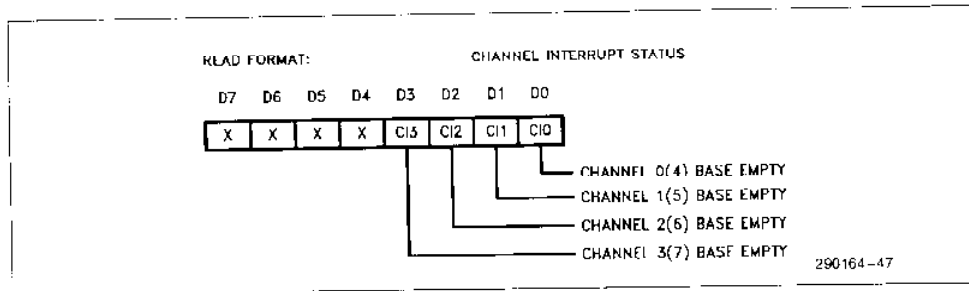 READ FORMAT: CHANNEL INTERRUPT STATUS
D7 D6 D5 D4 D3 D2 D1 D0
X X X X CI3 CI2 CI1 CI0
CHANNEL 0(4) BASE EMPTY
CHANNEL 1(5) BASE EMPTY
CHANNEL 2(6) BASE EMPTY
CHANNEL 3(7) BASE EMPTY
290164-47